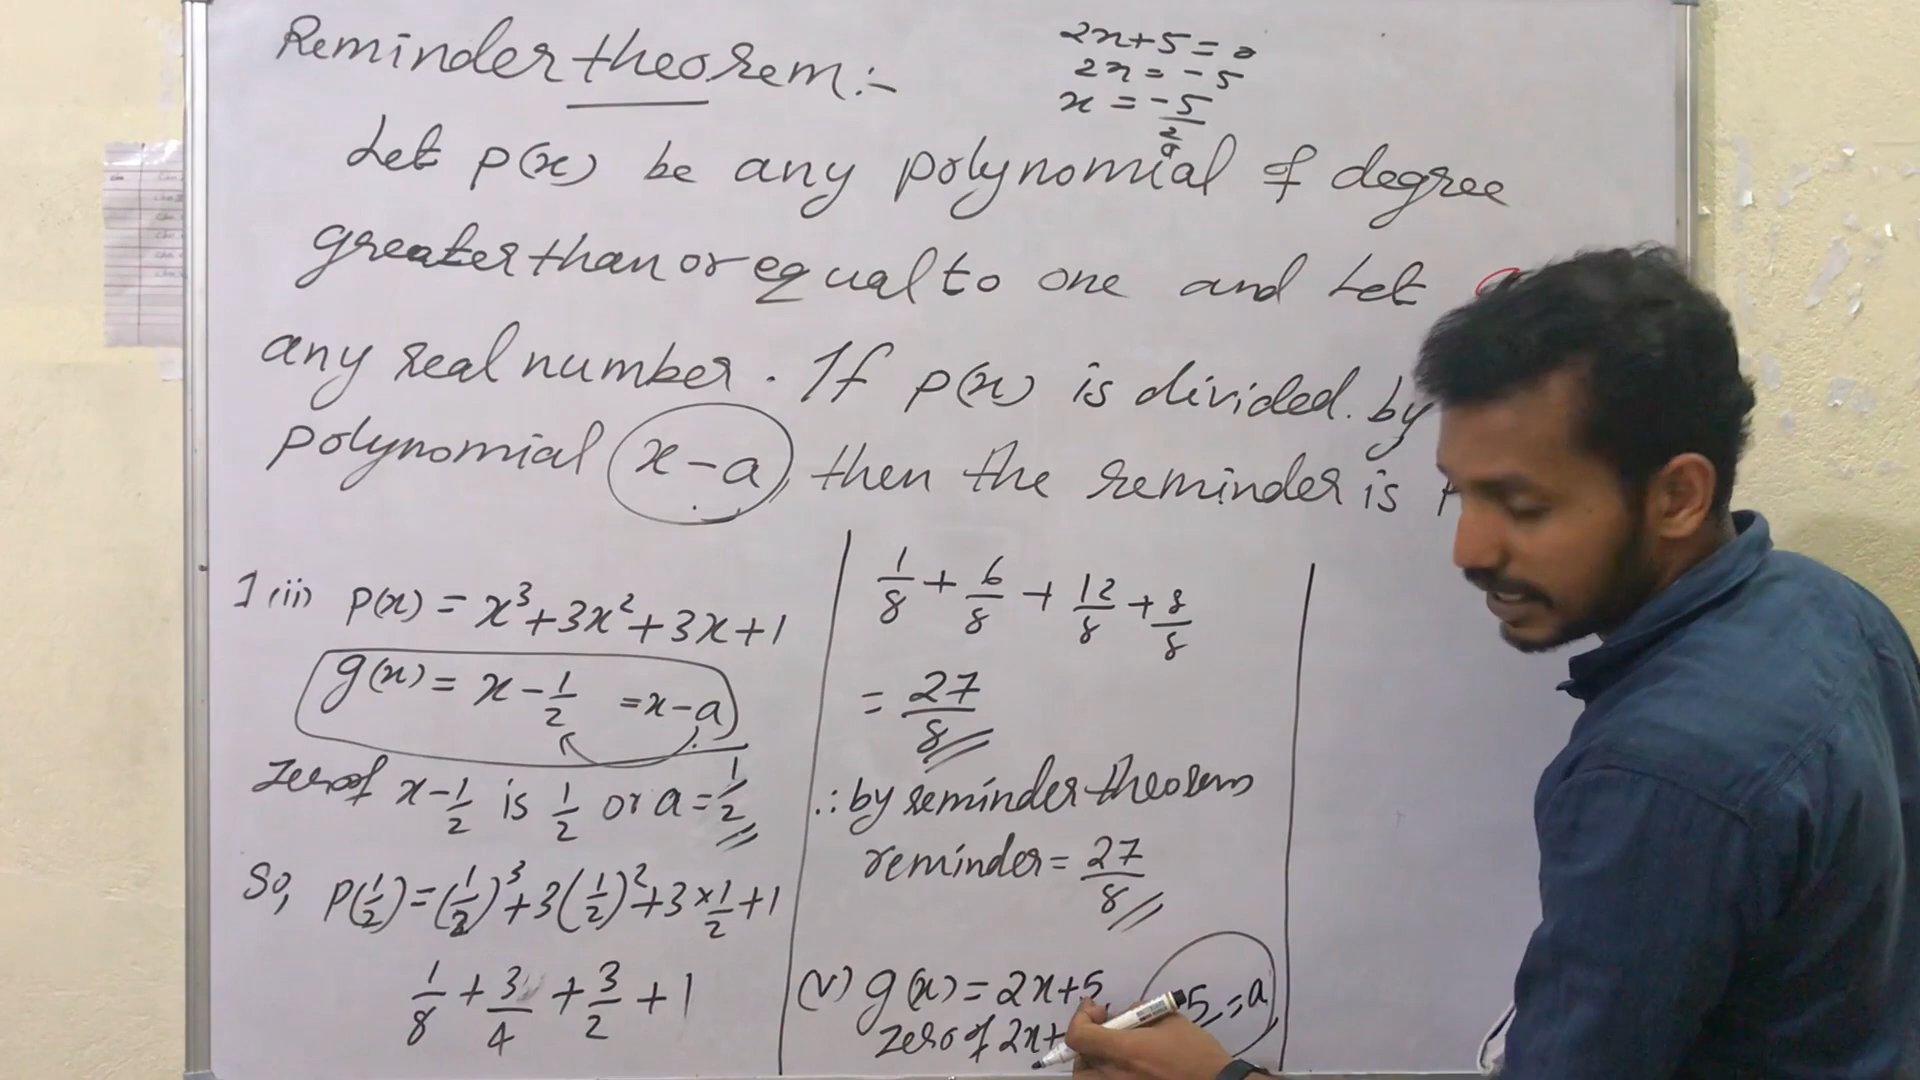 Reminder theorem :-
2x+5=0
2x = -5
x = -5/2
Let p(x) be any polynomial of degree
greater than or equal to one and Let
any real number. If p(x) is divided by
polynomial x-a, then the reminder is
1 (ii) p(x) = x³+3x²+3x+1
g(x) = x - 1/2 = x-a
Zero of x-1/2 is 1/2 or a = 1/2
So, P(1/2) = (1/2)³+3(1/2)²+3×1/2+1
1/8 + 3/4 + 3/2 + 1
1/8 + 6/8 + 12/8 + 8/8
= 27/8
∴ by reminder theorem
reminder = 27/8
(v) g(x) = 2x+5
5 = a
Zero of 2x+